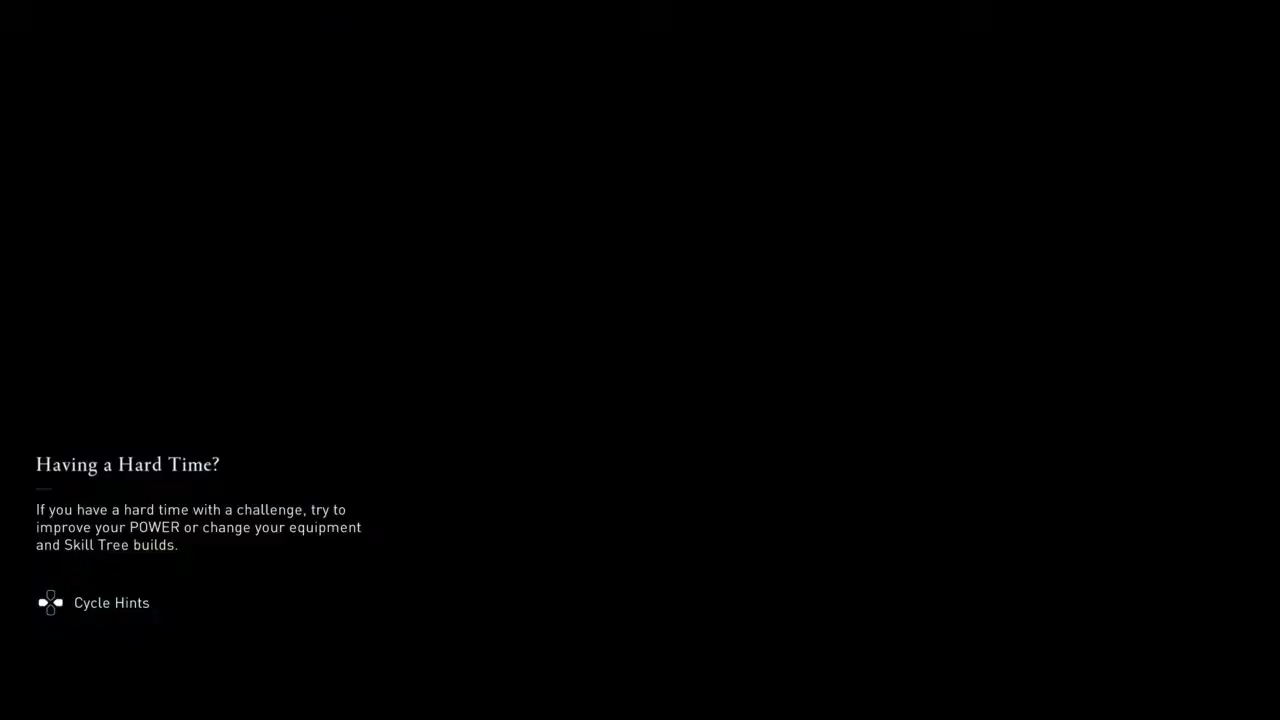 Having a Hard Time?
If you have a hard time with a challenge, try to
improve your POWER or change your equipment
and Skill Tree builds.
Cycle Hints